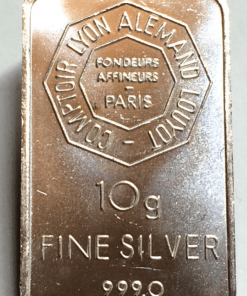 COMPTOIR LYON ALEMAND LOUYOT -
FONDEURS
AFFINEURS
-
PARIS
10g
FINE SILVER
999.0